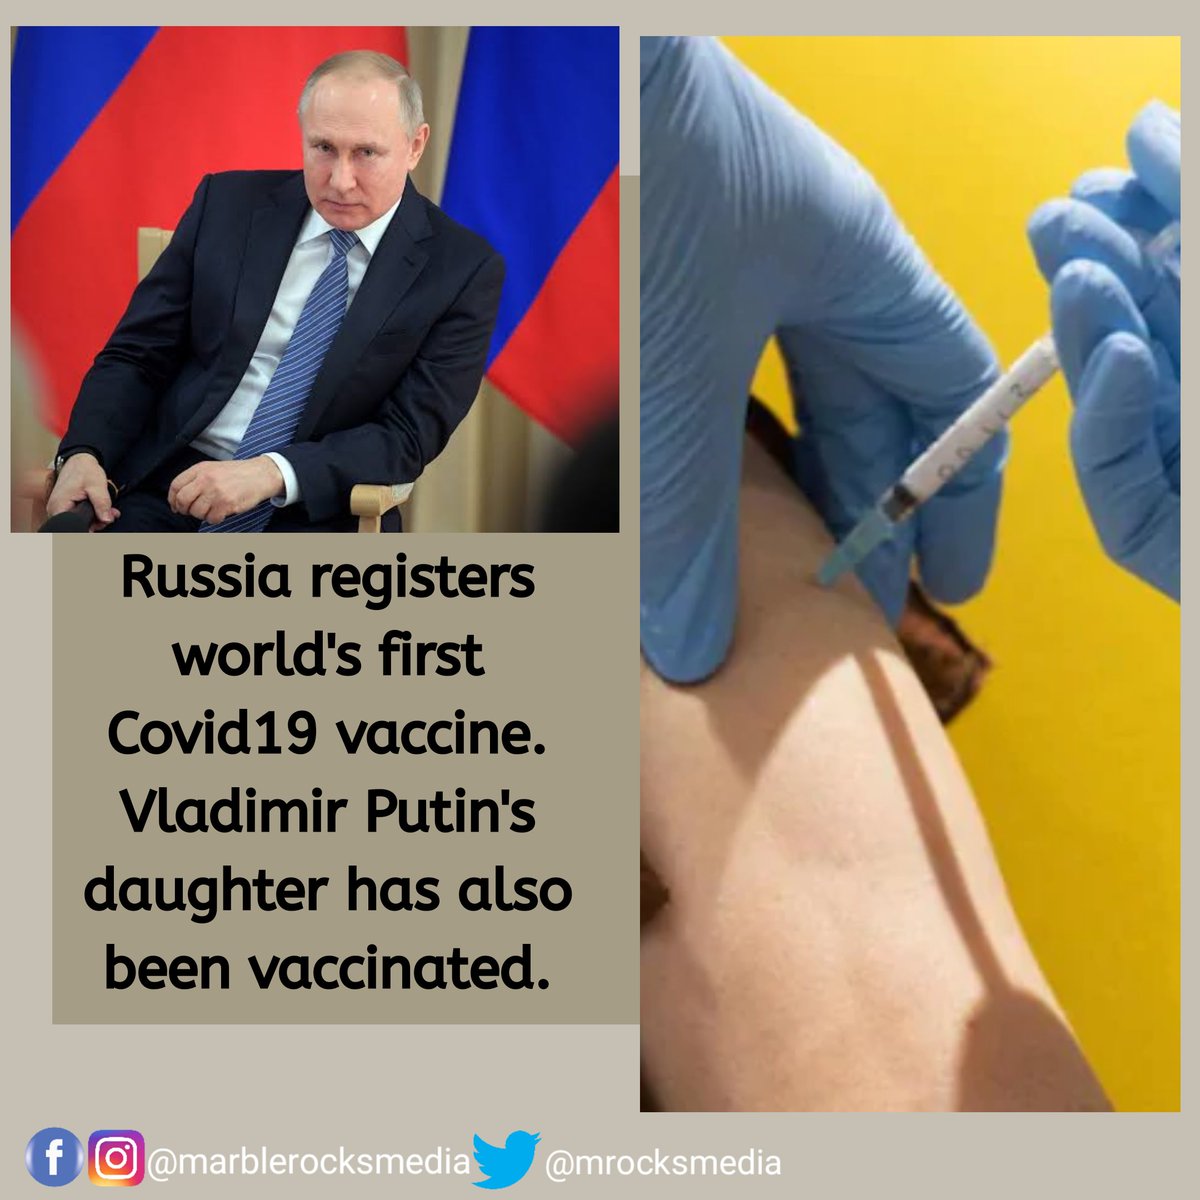 Russia registers
world's first
Covid19 vaccine.
Vladimir Putin's
daughter has also
been vaccinated.
@marblerocksmedia @mrocksmedia